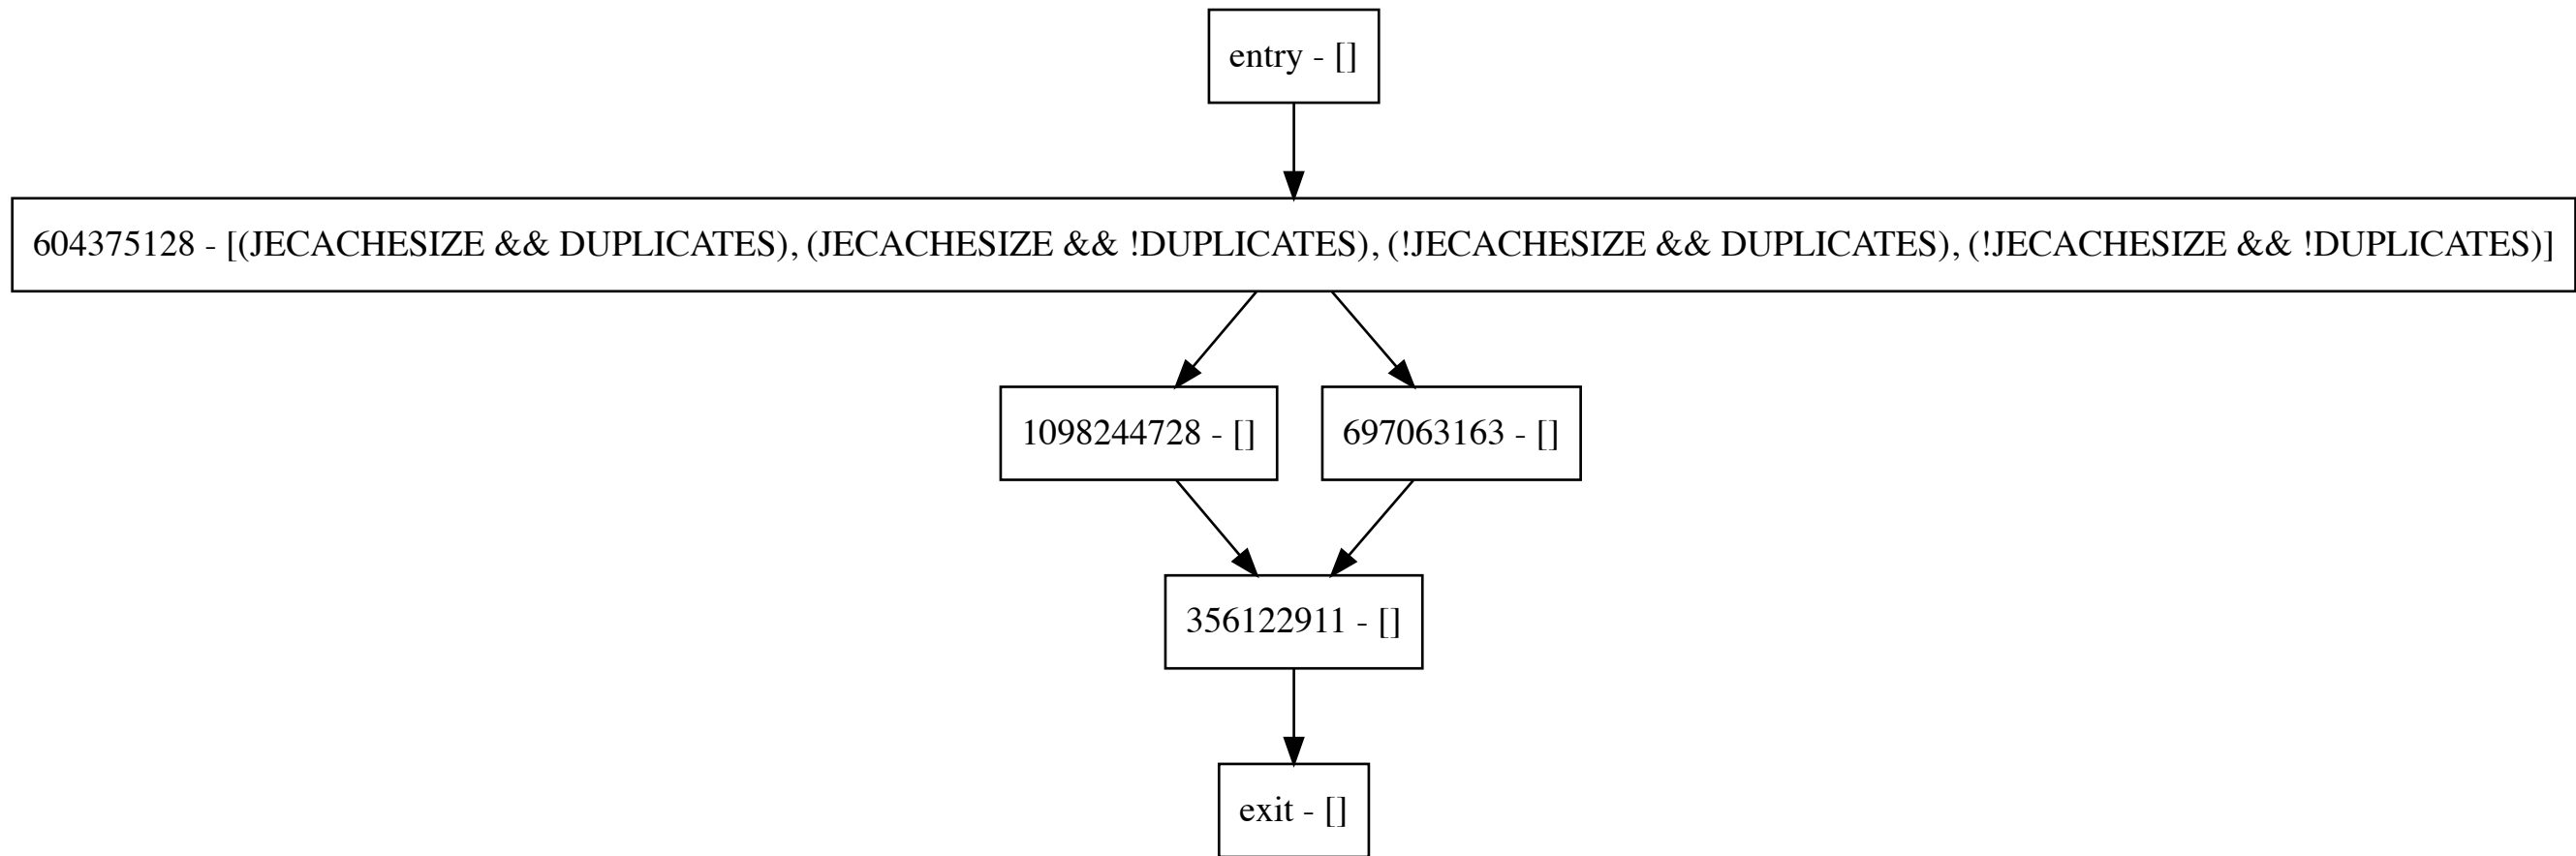 entry - []
604375128 - [(JECACHESIZE && DUPLICATES), (JECACHESIZE && !DUPLICATES), (!JECACHESIZE && DUPLICATES), (!JECACHESIZE && !DUPLICATES)]
1098244728 - []
697063163 - []
356122911 - []
exit - []